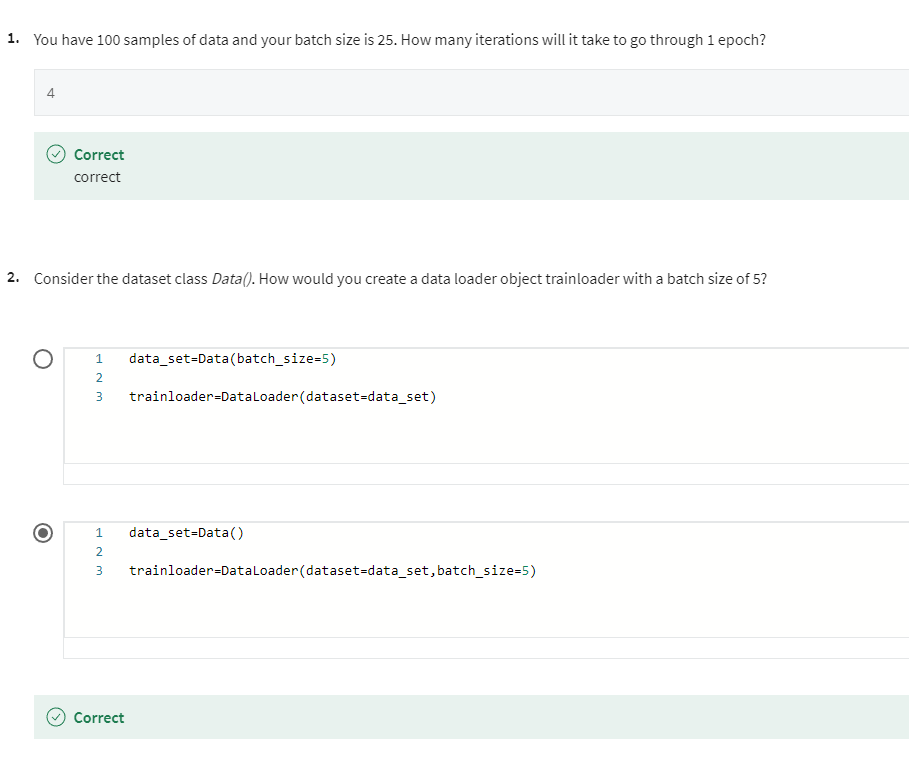 1. You have 100 samples of data and your batch size is 25. How many iterations will it take to go through 1 epoch?
4
Correct
correct
2. Consider the dataset class Data(). How would you create a data loader object trainloader with a batch size of 5?
1 data_set=Data(batch_size=5)
2
3 trainloader=DataLoader(dataset=data_set)
1 data_set=Data()
2
3 trainloader=DataLoader(dataset=data_set,batch_size=5)
Correct